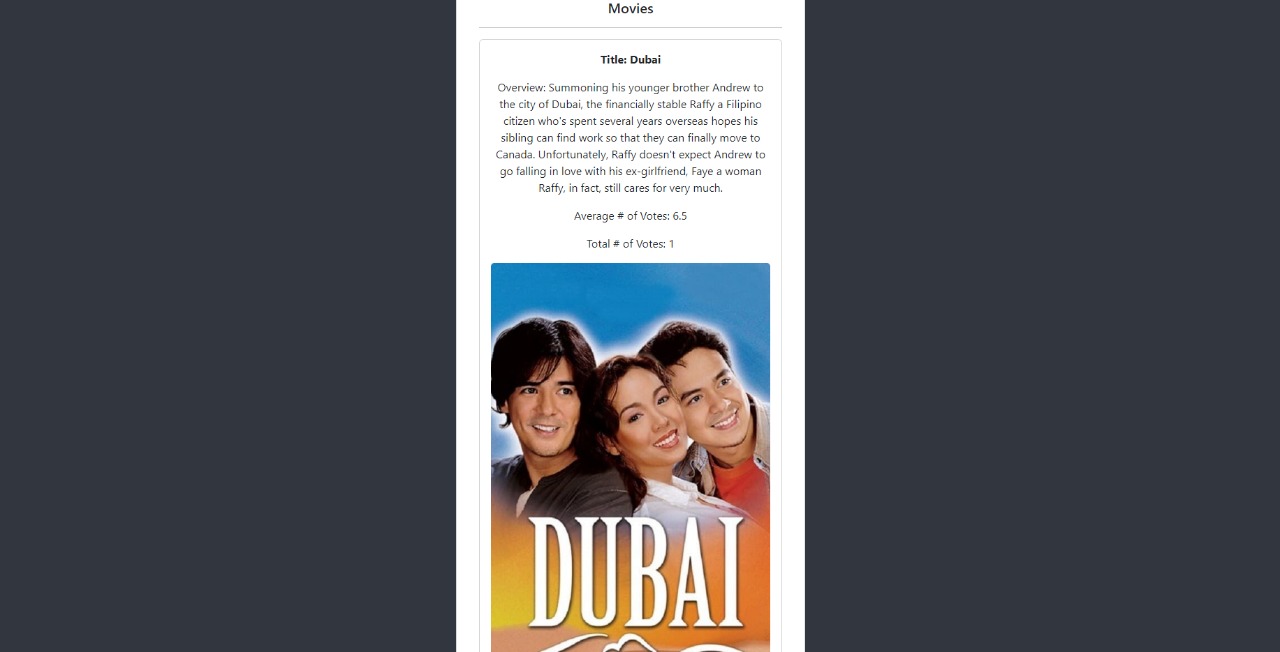 Movies
Title: Dubai
Overview: Summoning his younger brother Andrew to
the city of Dubai, the financially stable Raffy a Filipino
citizen who's spent several years overseas hopes his
sibling can find work so that they can finally move to
Canada. Unfortunately, Raffy doesn't expect Andrew to
go falling in love with his ex-girlfriend, Faye a woman
Raffy, in fact, still cares for very much.
Average # of Votes: 6.5
Total # of Votes: 1
DUBAI